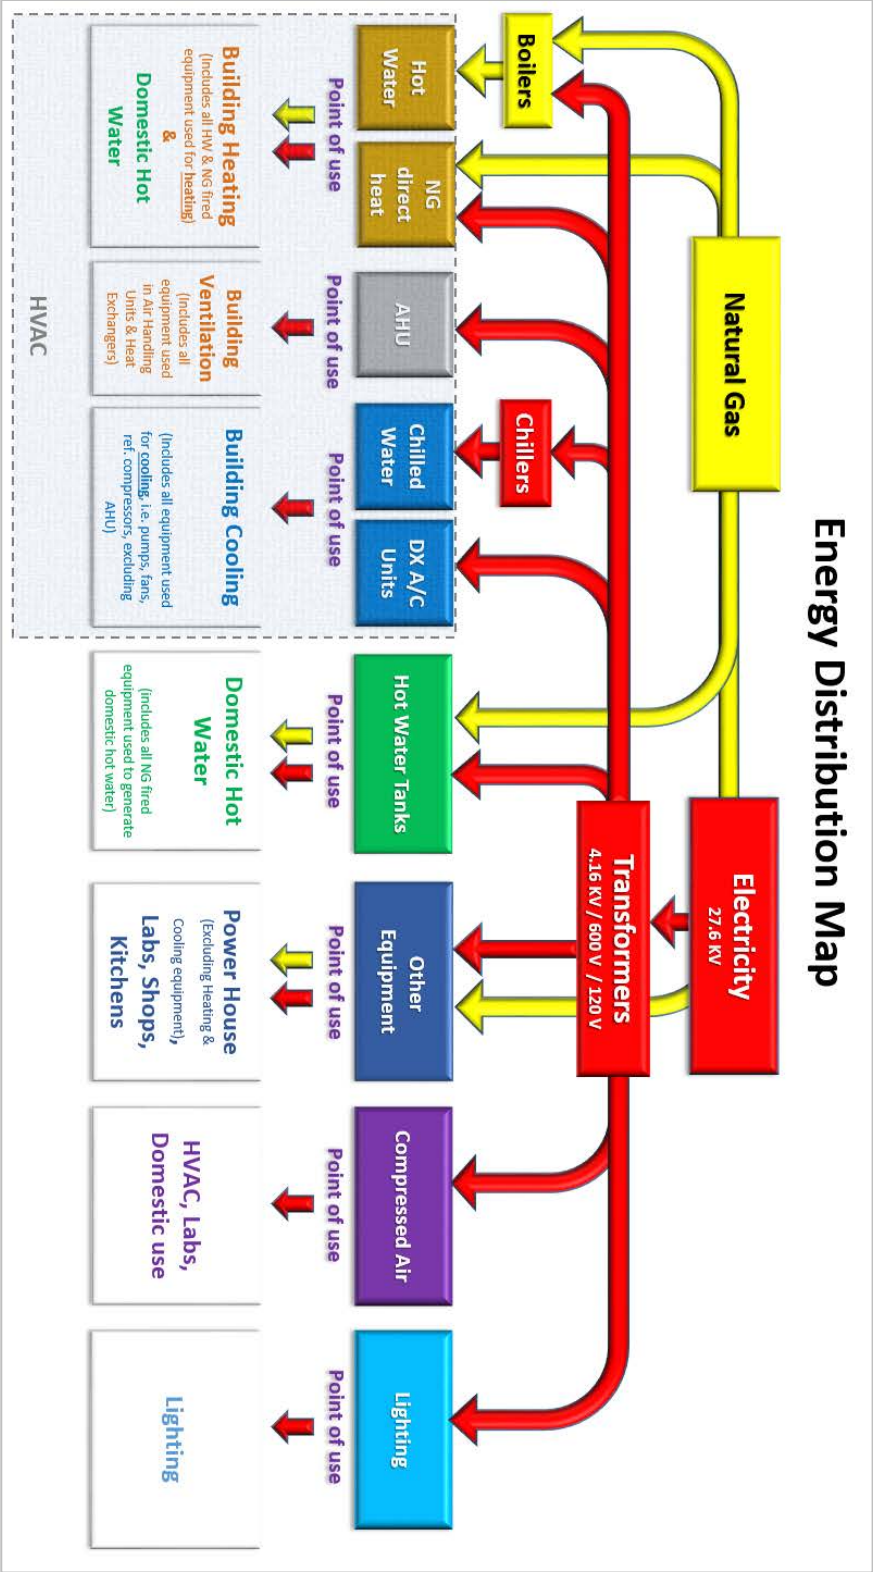 Energy Distribution Map
Natural Gas
Electricity
27.6 KV
Transformers
4.16 KV / 600 V / 120 V
Boilers
Chillers
Hot
Water
NG
direct
heat
AHU
Chilled
Water
DX A/C
Units
Hot Water Tanks
Other
Equipment
Compressed Air
Lighting
Point of use
Point of use
Point of use
Point of use
Point of use
Point of use
Point of use
Building Heating
(Includes all HW & NG fired
equipment used for heating)
&
Domestic Hot
Water
Building
Ventilation
(Includes all
equipment used
in Air Handling
Units & Heat
Exchangers)
Building Cooling
(Includes all equipment used
for cooling, i.e. pumps, fans,
ref. compressors, excluding
AHU)
Domestic Hot
Water
(includes all NG fired
equipment used to generate
domestic hot water)
Power House
(Excluding Heating &
Cooling equipment),
Labs, Shops,
Kitchens
HVAC, Labs,
Domestic use
Lighting
HVAC